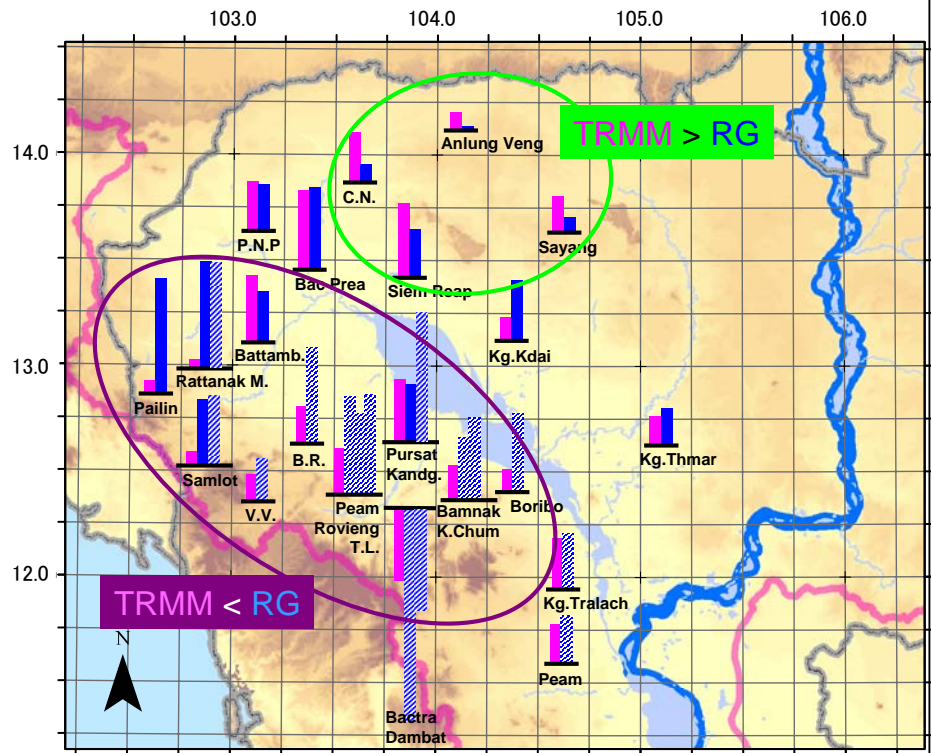 103.0 104.0 105.0 106.0
TRMM > RG
Anlung Veng
14.0
C.N.
P.N.P
Sayang
Bac Prea
Siem Reap
Battamb.
Kg.Kdai
13.0
Rattanak M.
Pailin
Samlot
B.R.
Pursat
Kandg.
Kg.Thmar
V.V.
Peam
Rovieng
T.L.
Bamnak
K.Chum
Boribo
12.0
TRMM < RG
Kg.Tralach
N
Peam
Bactra
Dambat